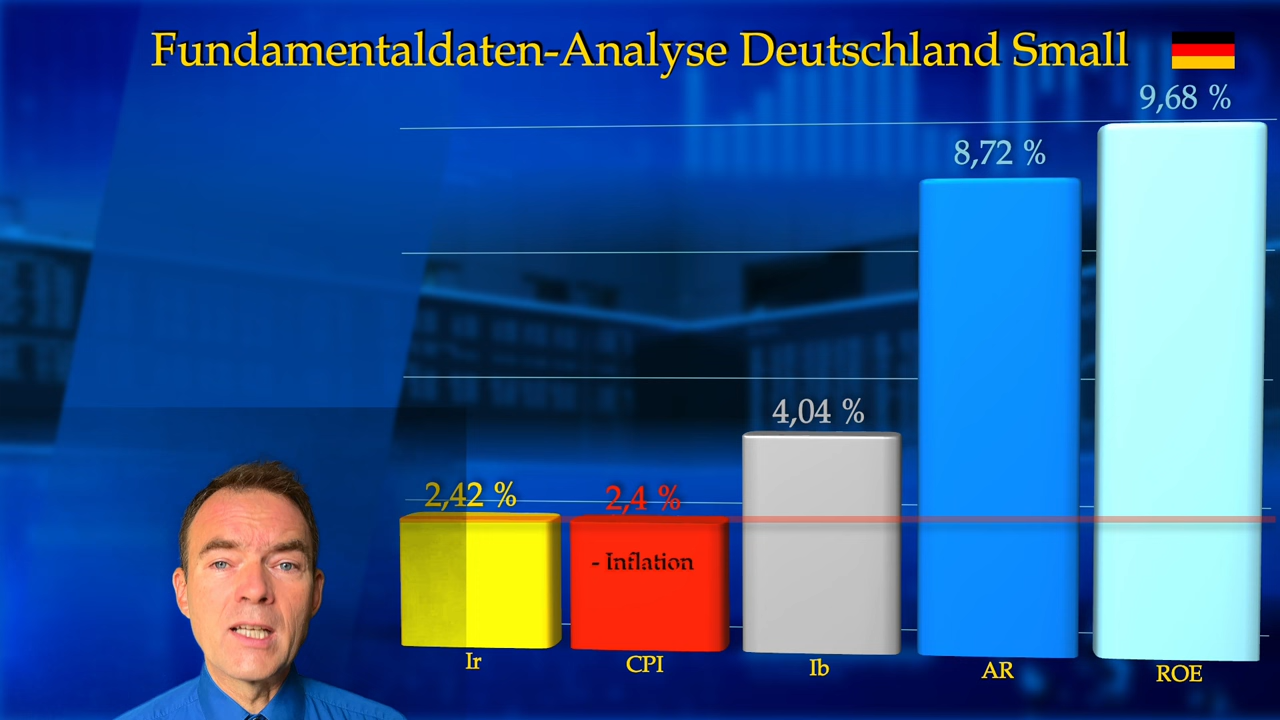 Fundamentaldaten-Analyse Deutschland Small
9,68 %
8,72 %
4,04 %
2,42 %
2,4 %
- Inflation
Ir
CPI
Ib
AR
ROE